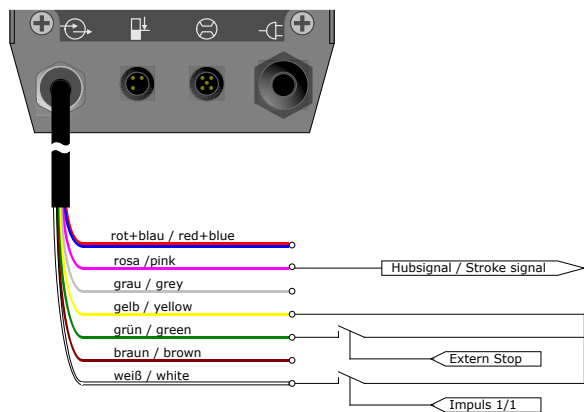 rot+blau / red+blue
rosa /pink
Hubsignal / Stroke signal
grau / grey
gelb / yellow
grün / green
Extern Stop
braun / brown
weiß / white
Impuls 1/1